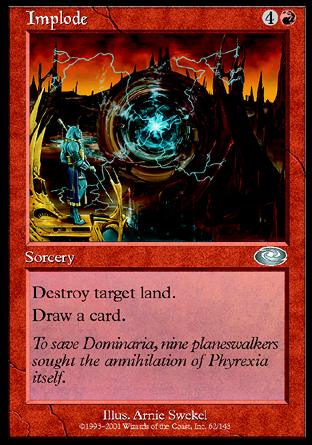 Implode 4
Sorcery
Destroy target land.
Draw a card.
To save Dominaria, nine planeswalkers
sought the annihilation of Phyrexia
itself.
Illus. Arnie Swekel
©1993–2001 Wizards of the Coast, Inc. 62/143